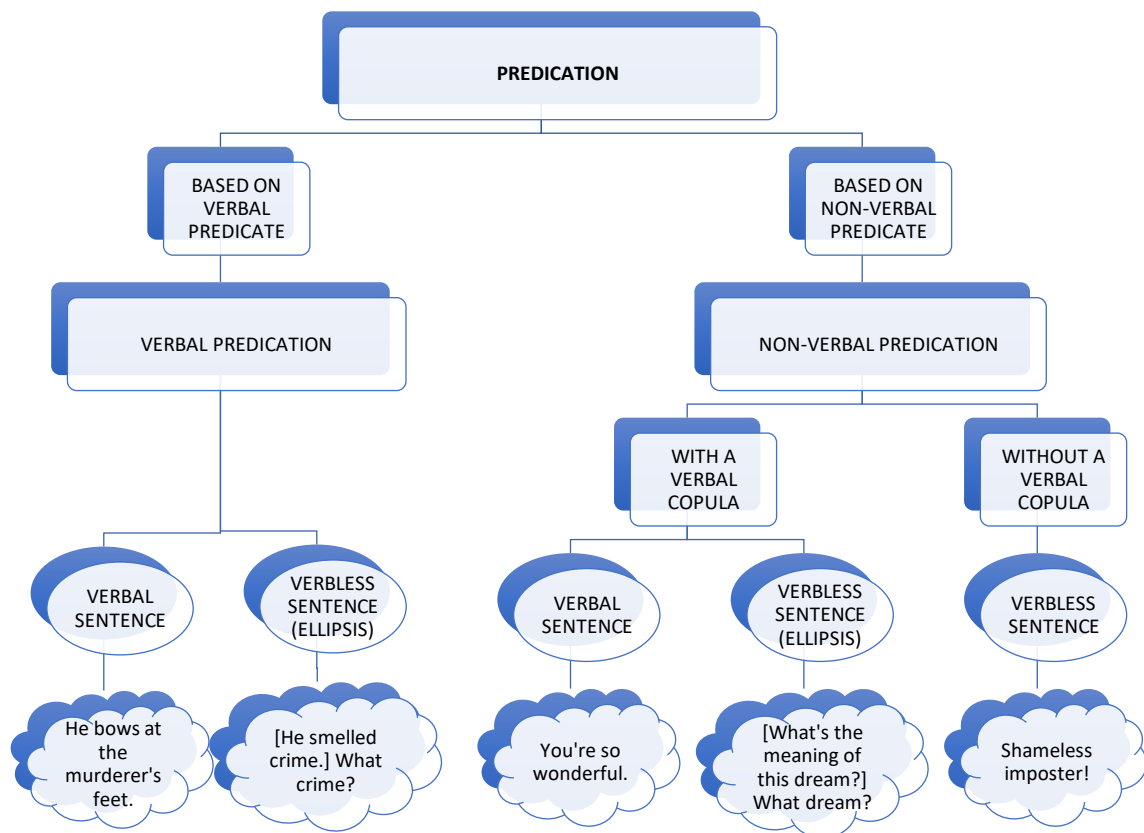 PREDICATION
BASED ON
VERBAL
PREDICATE
BASED ON
NON-VERBAL
PREDICATE
VERBAL PREDICATION
NON-VERBAL PREDICATION
WITH A
VERBAL
COPULA
WITHOUT A
VERBAL
COPULA
VERBAL
SENTENCE
VERBLESS
SENTENCE
(ELLIPSIS)
VERBAL
SENTENCE
VERBLESS
SENTENCE
(ELLIPSIS)
VERBLESS
SENTENCE
He bows at
the
murderer's
feet.
[He smelled
crime.] What
crime?
You're so
wonderful.
[What's the
meaning of
this dream?]
What dream?
Shameless
imposter!